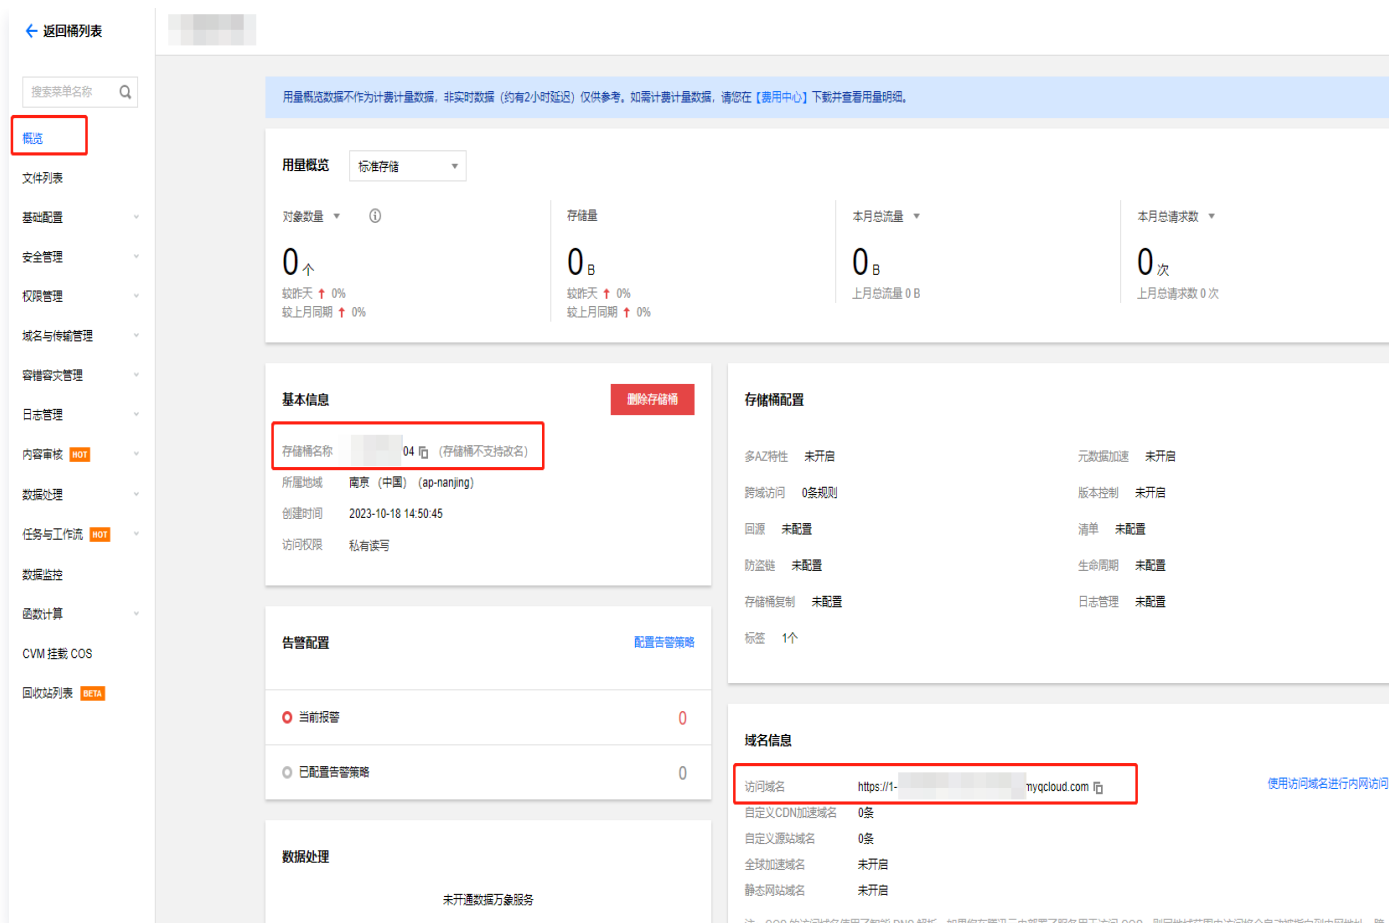 返回桶列表
搜索菜单名称
概览
文件列表
基础配置
安全管理
权限管理
域名与传输管理
容错容灾管理
日志管理
内容审核 HOT
数据处理
任务与工作流 HOT
数据监控
函数计算
CVM 挂载 COS
回收站列表 BETA
用量概览数据不作为计费计量数据，非实时数据（约有2小时延迟）仅供参考。如需计费计量数据，请您在【费用中心】下载并查看用量明细。
用量概览 标准存储
对象数量
0 个
较昨天 0%
较上月同期 0%
存储量
0 B
较昨天 0%
较上月同期 0%
本月总流量
0 B
上月总流量 0 B
本月总请求数
0 次
上月总请求数 0 次
基本信息 删除存储桶
存储桶名称 04 （存储桶不支持改名）
所属地域 南京（中国）（ap-nanjing）
创建时间 2023-10-18 14:50:45
访问权限 私有读写
告警配置 配置告警策略
当前报警 0
已配置告警策略 0
数据处理
未开通数据万象服务
存储桶配置
多AZ特性 未开启 元数据加速 未开启
跨域访问 0条规则 版本控制 未开启
回源 未配置 清单 未配置
防盗链 未配置 生命周期 未配置
存储桶复制 未配置 日志管理 未配置
标签 1个
域名信息
访问域名 https://1- myqcloud.com 使用访问域名进行内网访问
自定义CDN加速域名 0条
自定义源站域名 0条
全球加速域名 未开启
静态网站域名 未开启